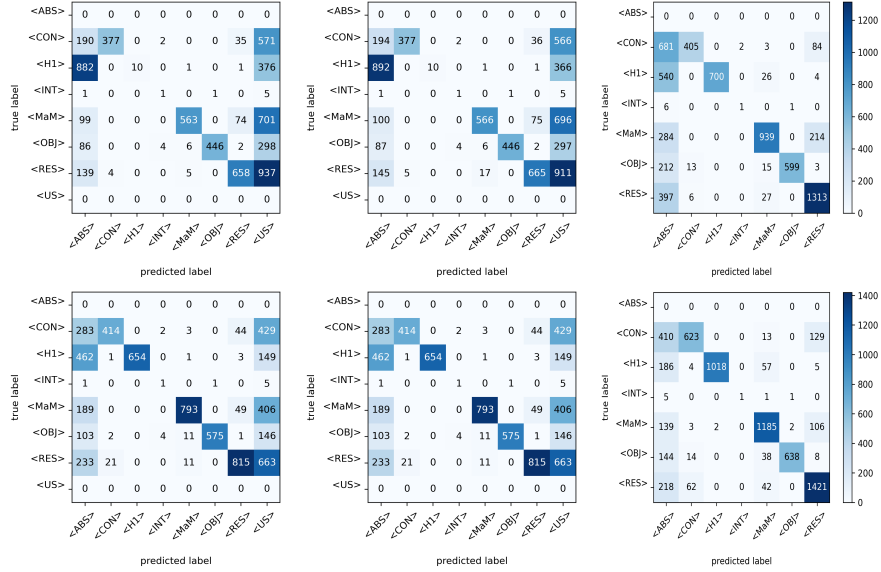 <ABS> 0 0 0 0 0 0 0 0
<CON> 190 377 0 2 0 0 35 571
<H1> 882 0 10 0 1 0 1 376
<INT> 1 0 0 1 0 1 0 5
<MaM> 99 0 0 0 563 0 74 701
<OBJ> 86 0 0 4 6 446 2 298
<RES> 139 4 0 0 5 0 658 937
<US> 0 0 0 0 0 0 0 0
<ABS> <CON> <H1> <INT> <MaM> <OBJ> <RES> <US>
true label
predicted label
<ABS> 0 0 0 0 0 0 0 0
<CON> 194 377 0 2 0 0 36 566
<H1> 892 0 10 0 1 0 1 366
<INT> 1 0 0 1 0 1 0 5
<MaM> 100 0 0 0 566 0 75 696
<OBJ> 87 0 0 4 6 446 2 297
<RES> 145 5 0 0 17 0 665 911
<US> 0 0 0 0 0 0 0 0
<ABS> <CON> <H1> <INT> <MaM> <OBJ> <RES> <US>
true label
predicted label
<ABS> 0 0 0 0 0 0 0
<CON> 681 405 0 2 3 0 84
<H1> 540 0 700 0 26 0 4
<INT> 6 0 0 1 0 1 0
<MaM> 284 0 0 0 939 0 214
<OBJ> 212 13 0 0 15 599 3
<RES> 397 6 0 0 27 0 1313
<ABS> <CON> <H1> <INT> <MaM> <OBJ> <RES>
true label
predicted label
1200
1000
800
600
400
200
0
<ABS> 0 0 0 0 0 0 0 0
<CON> 283 414 0 2 3 0 44 429
<H1> 462 1 654 0 1 0 3 149
<INT> 1 0 0 1 0 1 0 5
<MaM> 189 0 0 0 793 0 49 406
<OBJ> 103 2 0 4 11 575 1 146
<RES> 233 21 0 0 11 0 815 663
<US> 0 0 0 0 0 0 0 0
<ABS> <CON> <H1> <INT> <MaM> <OBJ> <RES> <US>
true label
predicted label
<ABS> 0 0 0 0 0 0 0 0
<CON> 283 414 0 2 3 0 44 429
<H1> 462 1 654 0 1 0 3 149
<INT> 1 0 0 1 0 1 0 5
<MaM> 189 0 0 0 793 0 49 406
<OBJ> 103 2 0 4 11 575 1 146
<RES> 233 21 0 0 11 0 815 663
<US> 0 0 0 0 0 0 0 0
<ABS> <CON> <H1> <INT> <MaM> <OBJ> <RES> <US>
true label
predicted label
<ABS> 0 0 0 0 0 0 0
<CON> 410 623 0 0 13 0 129
<H1> 186 4 1018 0 57 0 5
<INT> 5 0 0 1 1 1 0
<MaM> 139 3 2 0 1185 2 106
<OBJ> 144 14 0 0 38 638 8
<RES> 218 62 0 0 42 0 1421
<ABS> <CON> <H1> <INT> <MaM> <OBJ> <RES>
true label
predicted label
1400
1200
1000
800
600
400
200
0